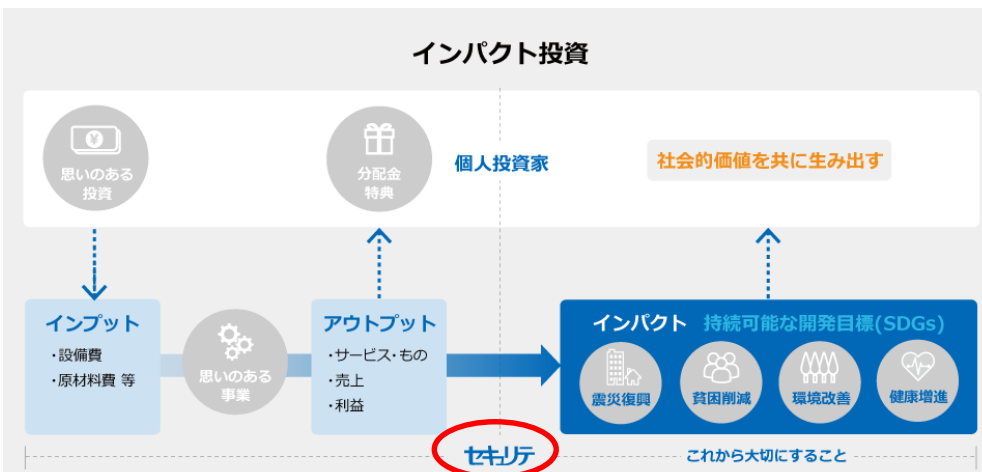 インパクト投資
思いのある
投資
分配金
特典
個人投資家
社会的価値を共に生み出す
インプット
・設備費
・原材料費 等
思いのある
事業
アウトプット
・サービス・もの
・売上
・利益
インパクト 持続可能な開発目標(SDGs)
震災復興
貧困削減
環境改善
健康増進
セキュリテ
これから大切にすること